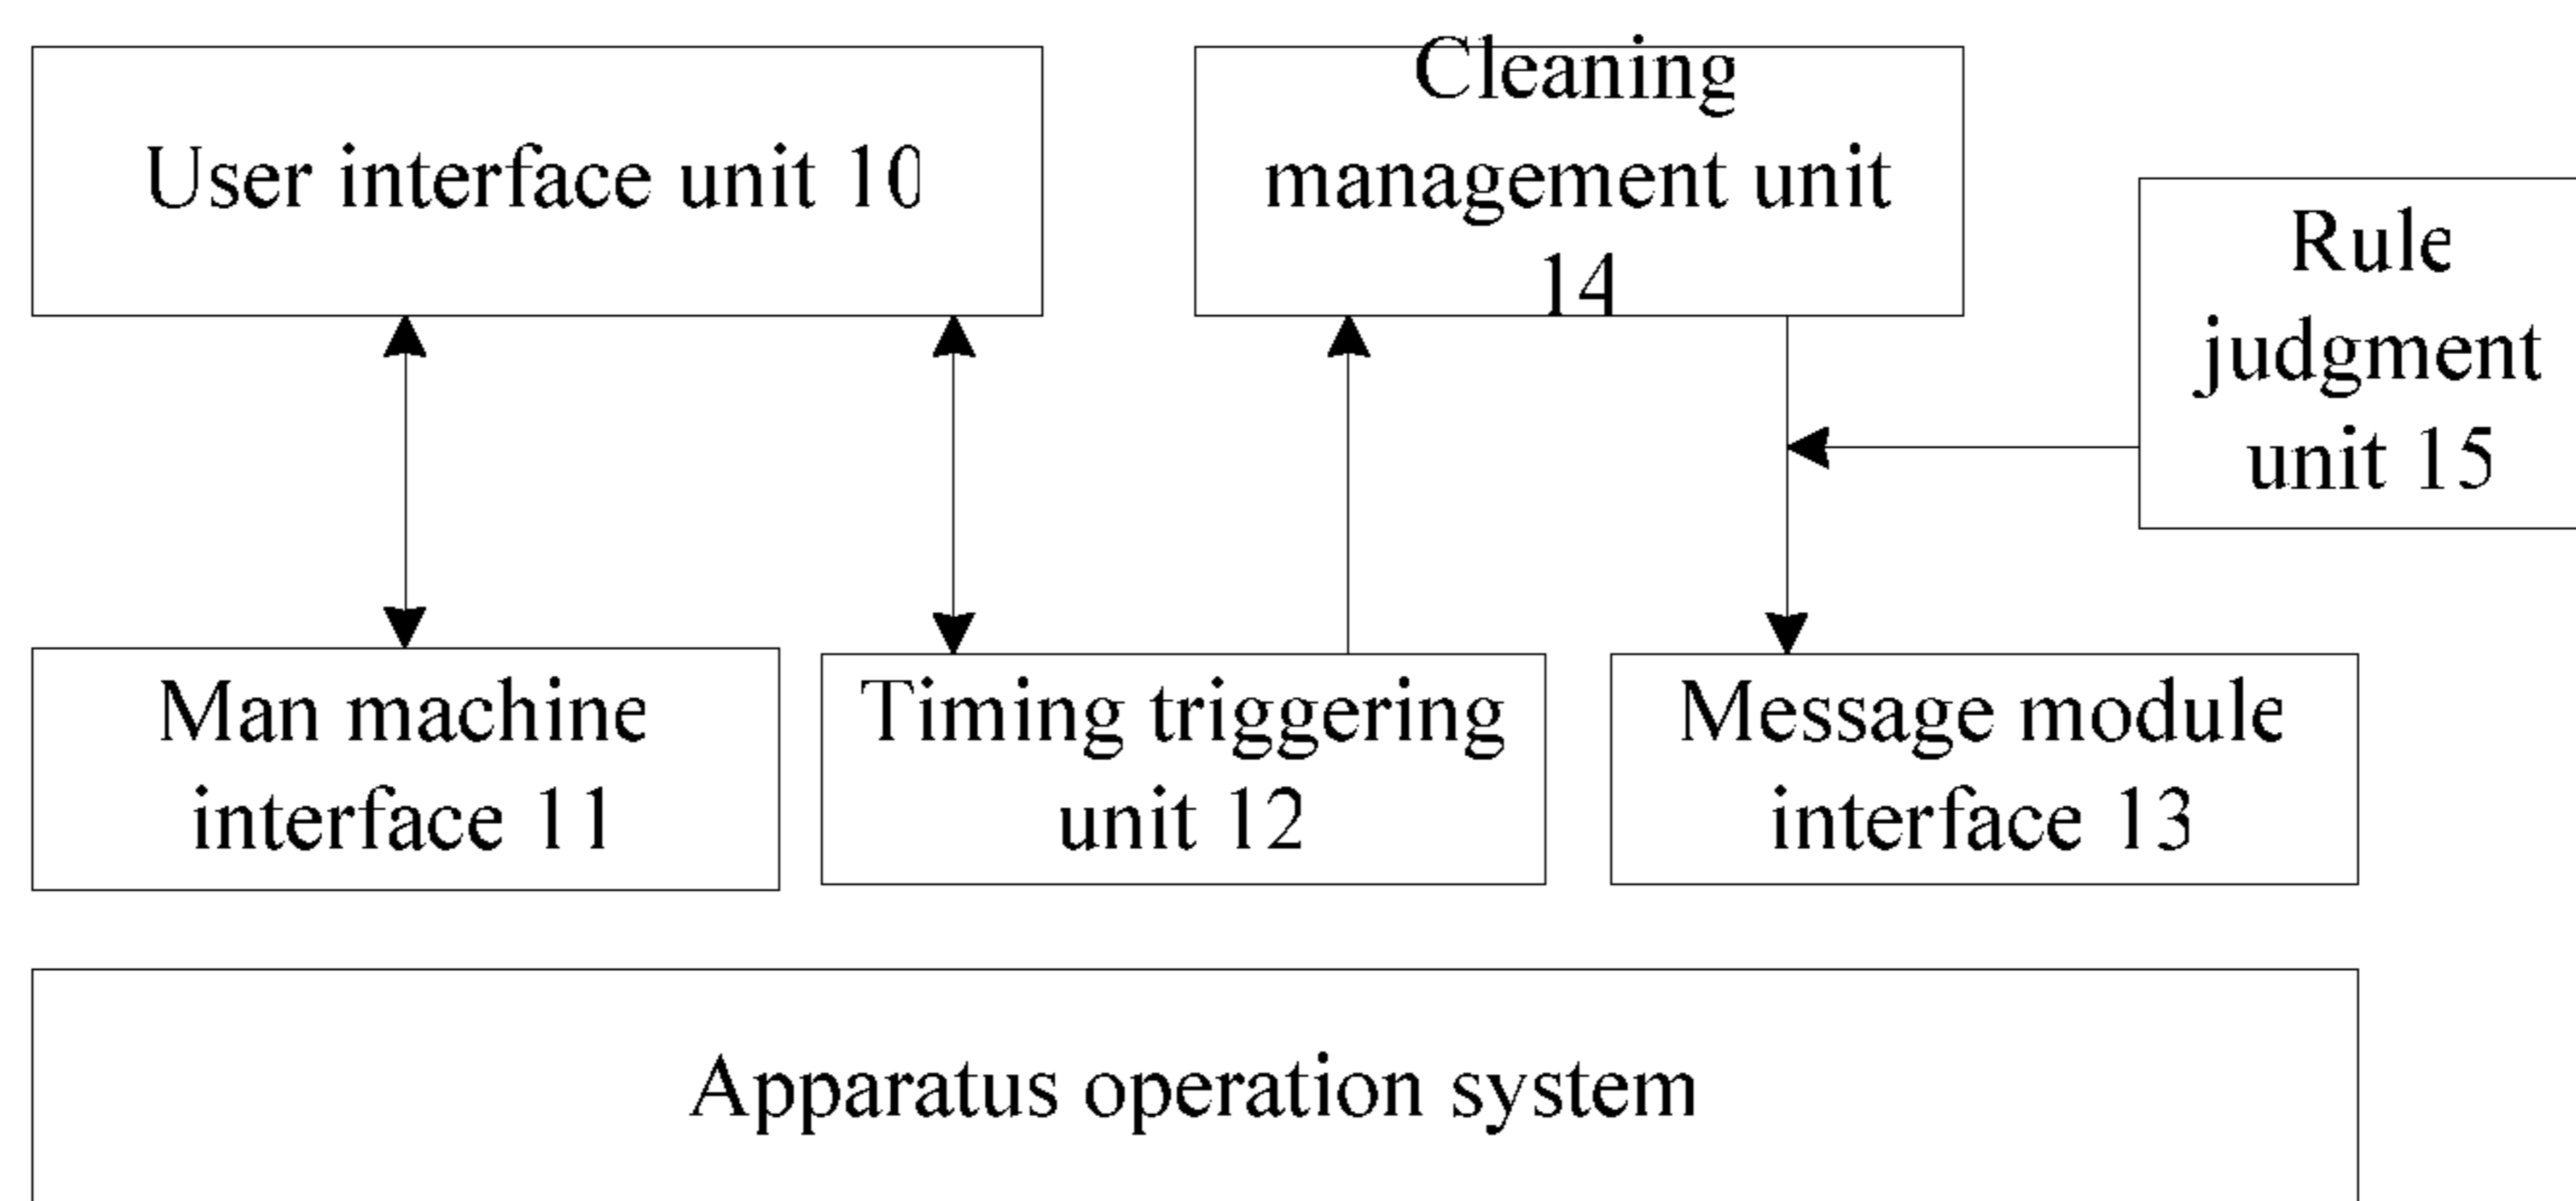 User interface unit 10
Cleaning
management unit
14
Rule
judgment
unit 15
Man machine
interface 11
Timing triggering
unit 12
Message module
interface 13
Apparatus operation system